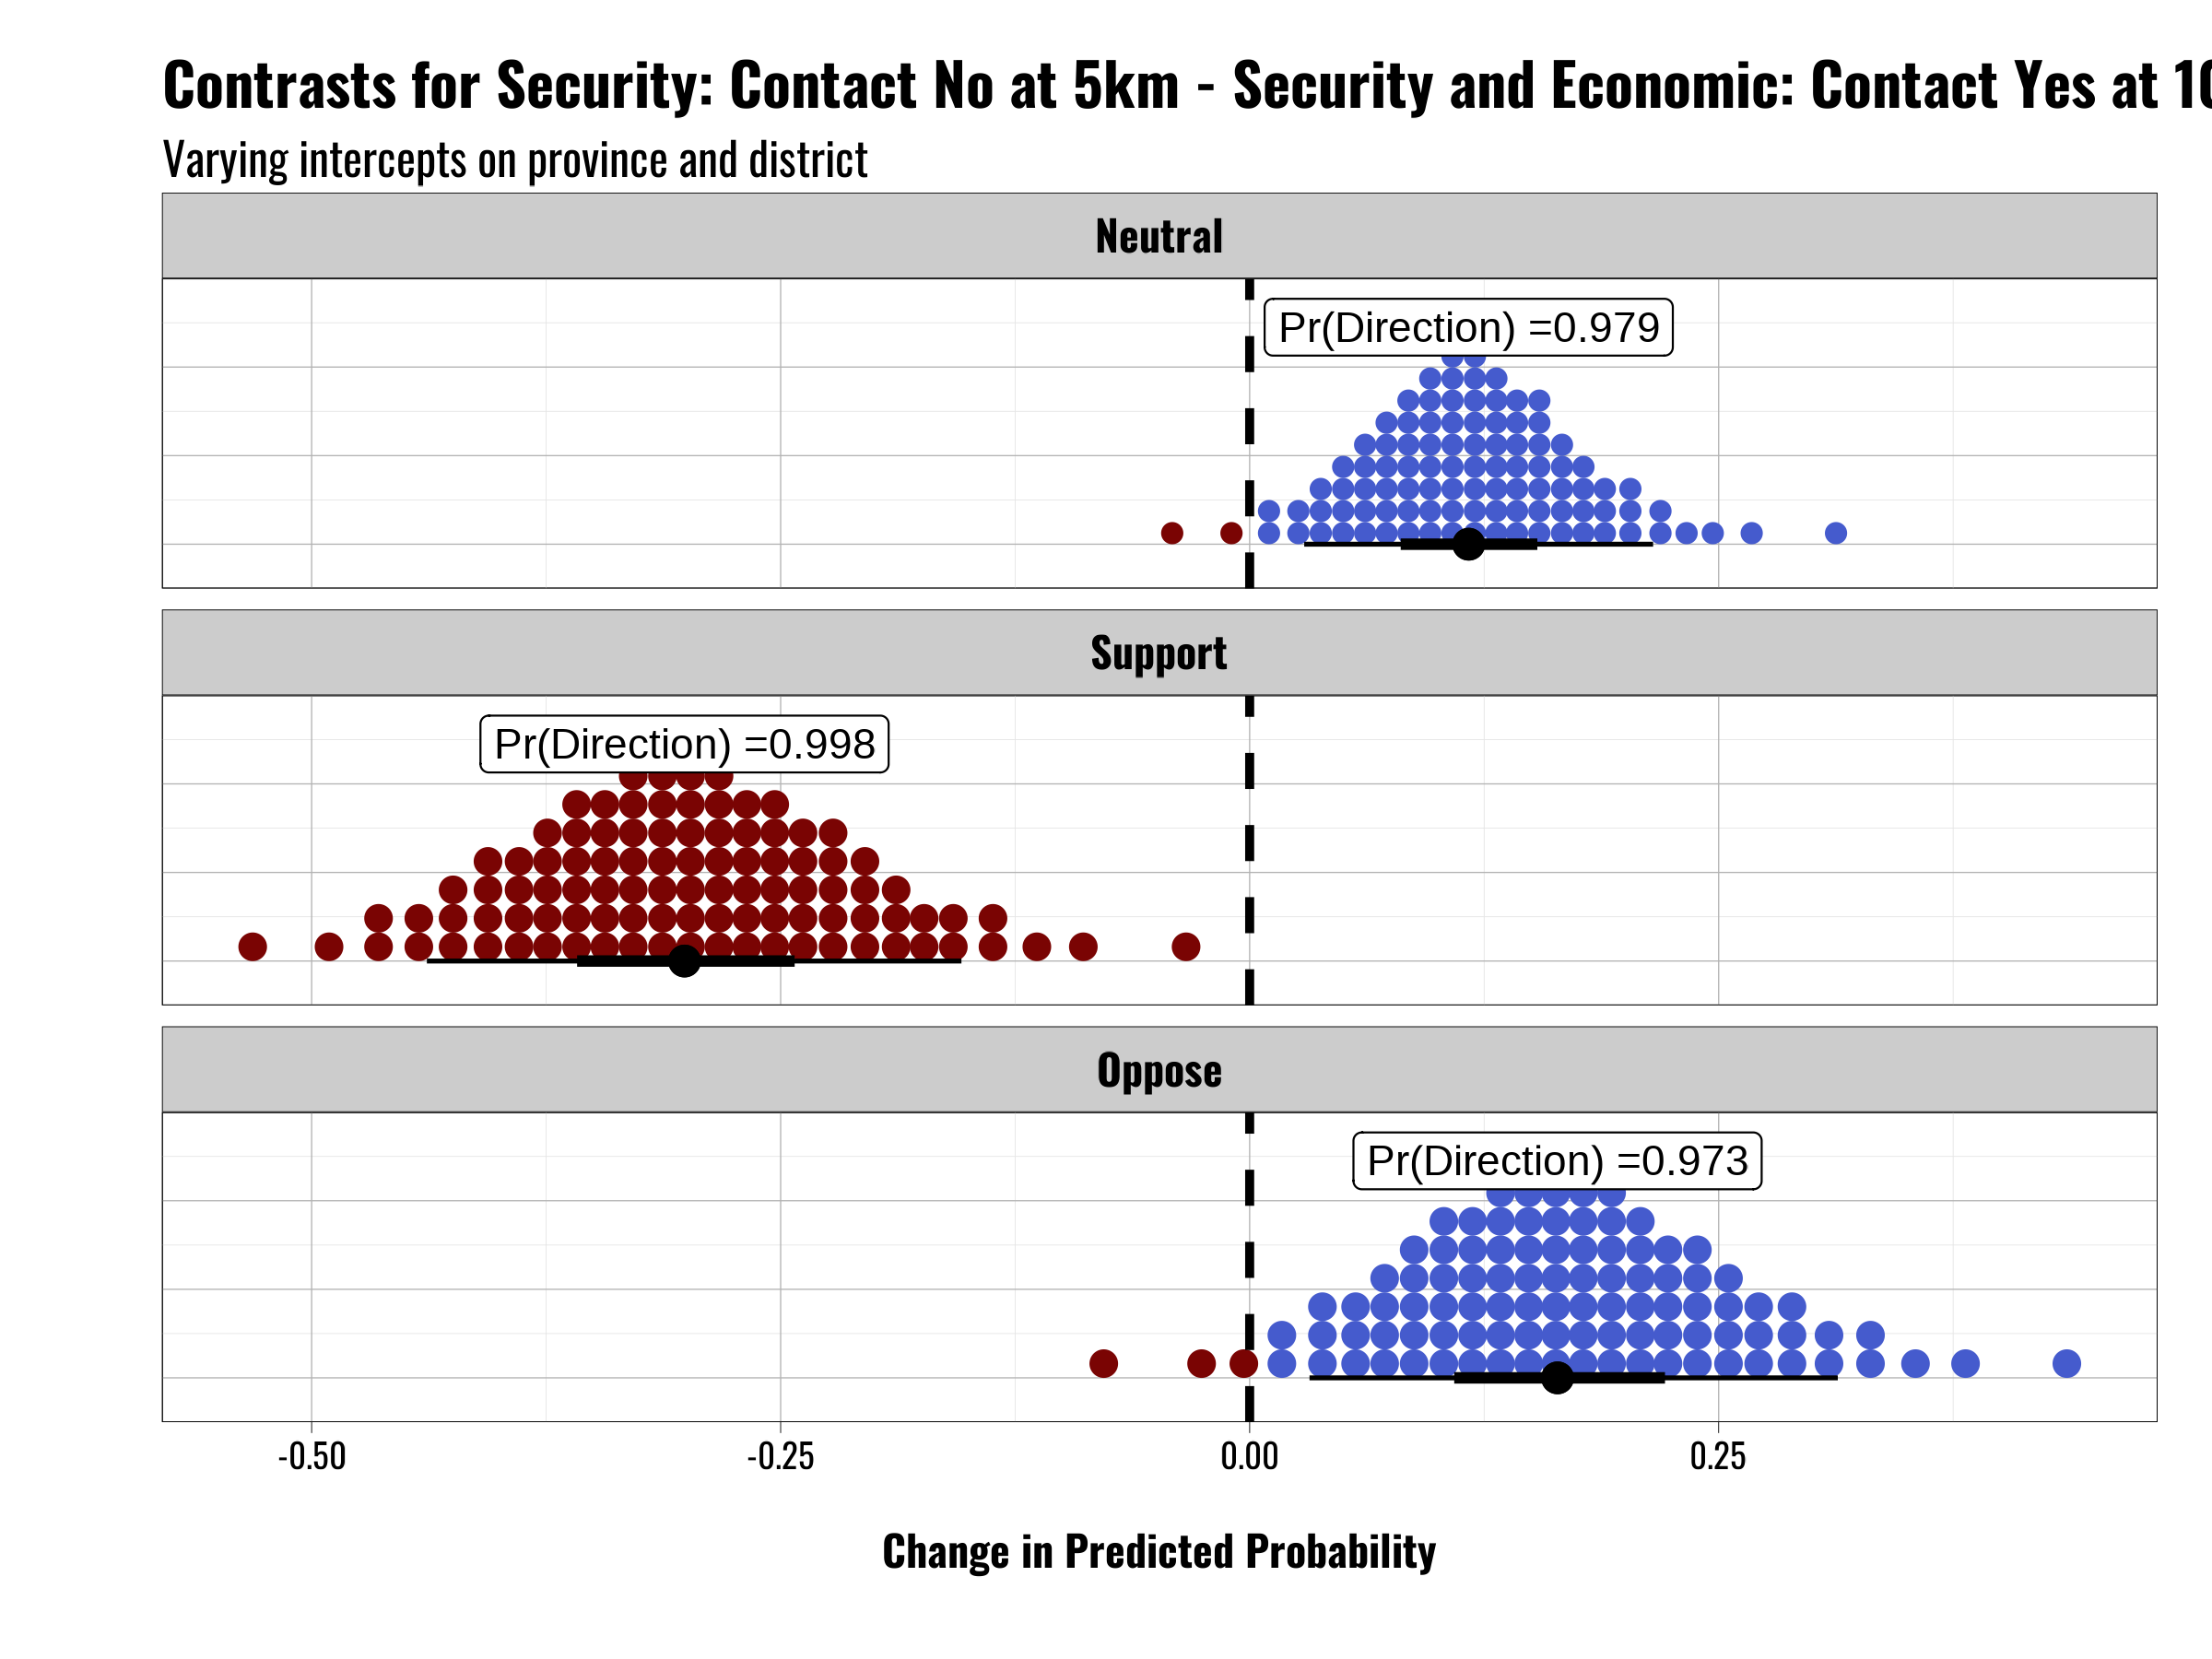 Contrasts for Security: Contact No at 5km - Security and Economic: Contact Yes at
Varying intercepts on province and district
Neutral
Pr(Direction) =0.979
Support
Pr(Direction) =0.998
Oppose
Pr(Direction) =0.973
-0.50 -0.25 0.00 0.25
Change in Predicted Probability